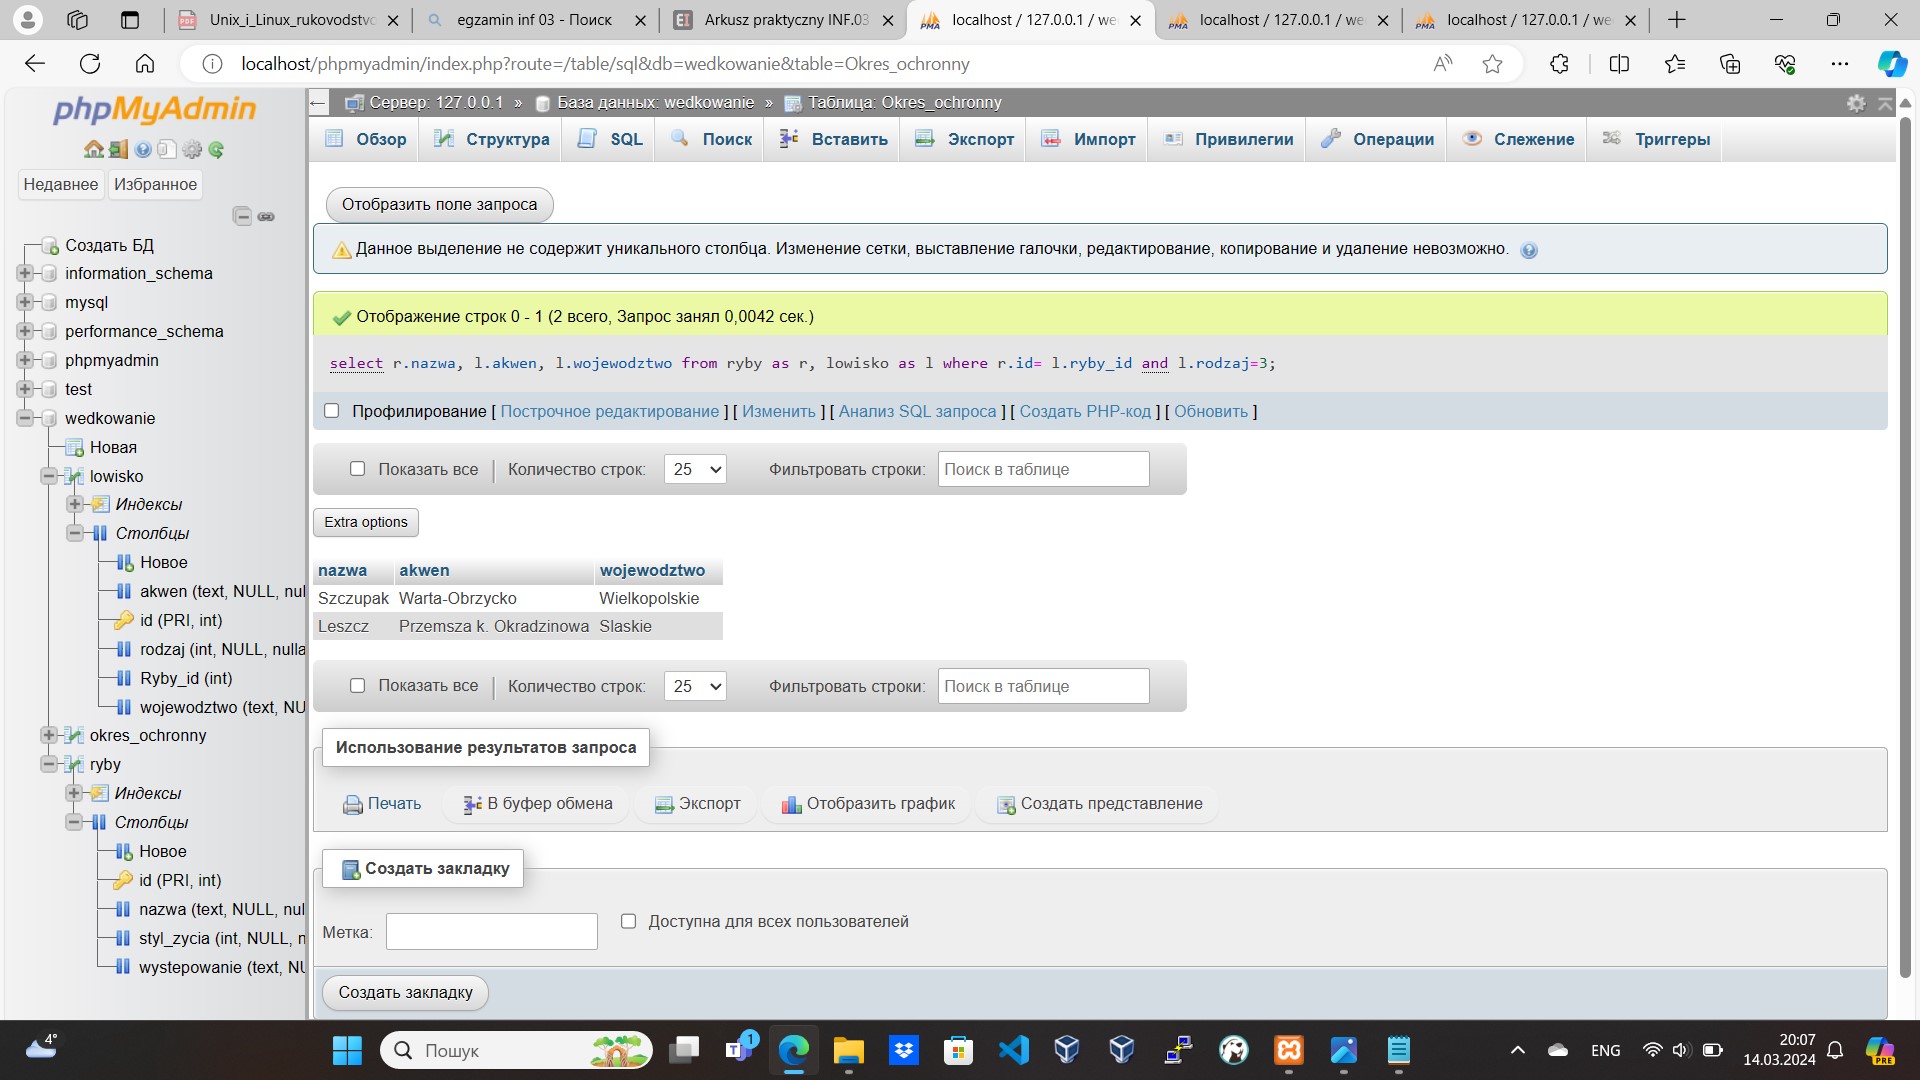 Unix_i_Linux_rukovodstvo
egzamin inf 03 - Поиск
Arkusz praktyczny INF.03
localhost / 127.0.0.1 / we
localhost / 127.0.0.1 / we
localhost / 127.0.0.1 / we
localhost/phpmyadmin/index.php?route=/table/sql&db=wedkowanie&table=Okres_ochronny
phpMyAdmin
Недавнее Избранное
Создать БД
information_schema
mysql
performance_schema
phpmyadmin
test
wedkowanie
Новая
lowisko
Индексы
Столбцы
Новое
akwen (text, NULL, nul
id (PRI, int)
rodzaj (int, NULL, nulla
Ryby_id (int)
wojewodztwo (text, NU
okres_ochronny
ryby
Индексы
Столбцы
Новое
id (PRI, int)
nazwa (text, NULL, nul
styl_zycia (int, NULL, n
wystepowanie (text, NU
Сервер: 127.0.0.1 » База данных: wedkowanie » Таблица: Okres_ochronny
Обзор Структура SQL Поиск Вставить Экспорт Импорт Привилегии Операции Слежение Триггеры
Отобразить поле запроса
Данное выделение не содержит уникального столбца. Изменение сетки, выставление галочки, редактирование, копирование и удаление невозможно.
Отображение строк 0 - 1 (2 всего, Запрос занял 0,0042 сек.)
select r.nazwa, l.akwen, l.wojewodztwo from ryby as r, lowisko as l where r.id= l.ryby_id and l.rodzaj=3;
Профилирование [ Построчное редактирование ] [ Изменить ] [ Анализ SQL запроса ] [ Создать PHP-код ] [ Обновить ]
Показать все | Количество строк: 25 Фильтровать строки: Поиск в таблице
Extra options
nazwa akwen wojewodztwo
Szczupak Warta-Obrzycko Wielkopolskie
Leszcz Przemsza k. Okradzinowa Slaskie
Показать все | Количество строк: 25 Фильтровать строки: Поиск в таблице
Использование результатов запроса
Печать В буфер обмена Экспорт Отобразить график Создать представление
Создать закладку
Метка: Доступна для всех пользователей
Создать закладку
4°
Пошук
1
ENG
20:07
14.03.2024
PRE